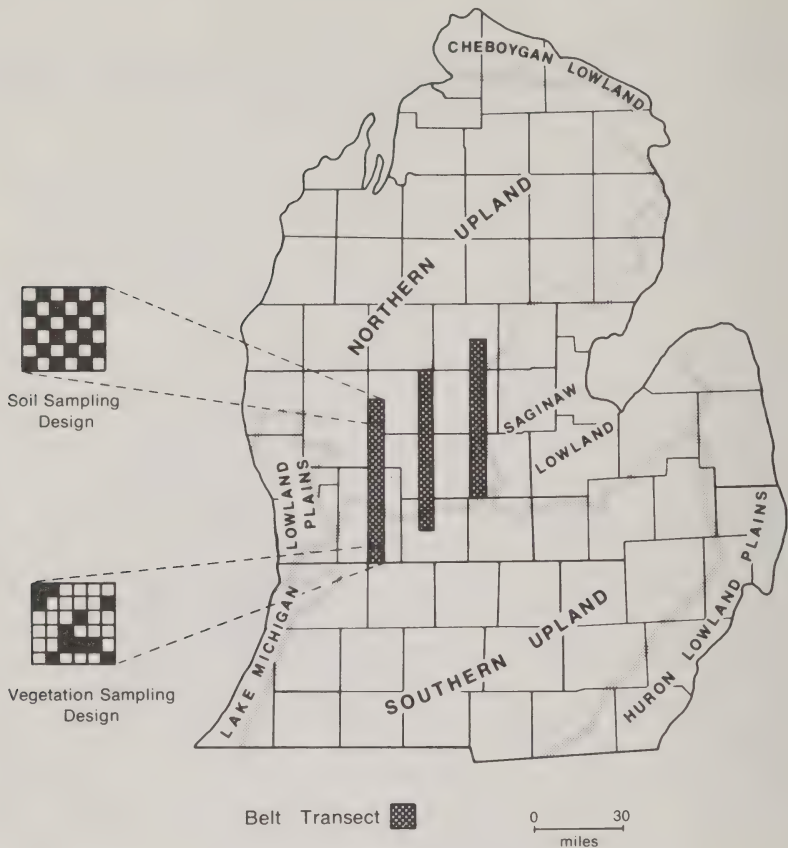 CHEBOYGAN LOWLAND
NORTHERN UPLAND
Soil Sampling
Design
SAGINAW
LOWLAND
LOWLAND
PLAINS
Vegetation Sampling
Design
LAKE MICHIGAN
SOUTHERN UPLAND
HURON LOWLAND PLAINS
Belt Transect
0 30
miles